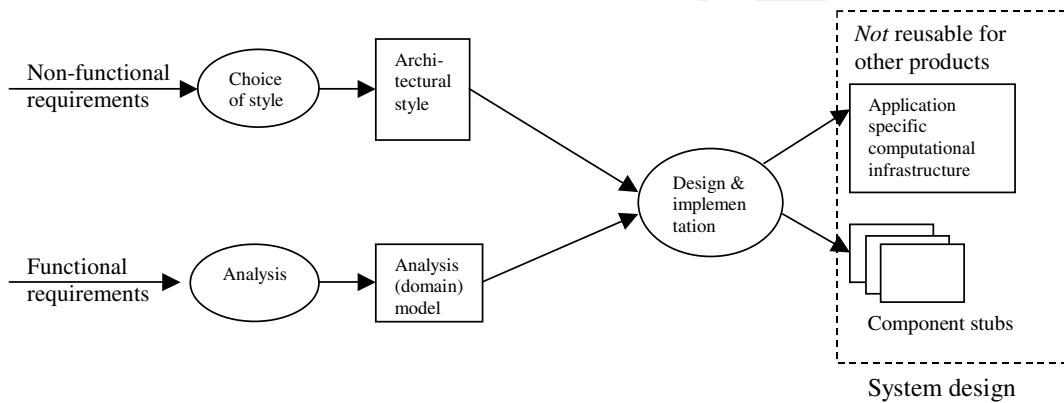 Non-functional
requirements
Choice
of style
Archi-
tectural
style
Functional
requirements
Analysis
Analysis
(domain)
model
Design &
implemen
tation
Not reusable for
other products
Application
specific
computational
infrastructure
Component stubs
System design